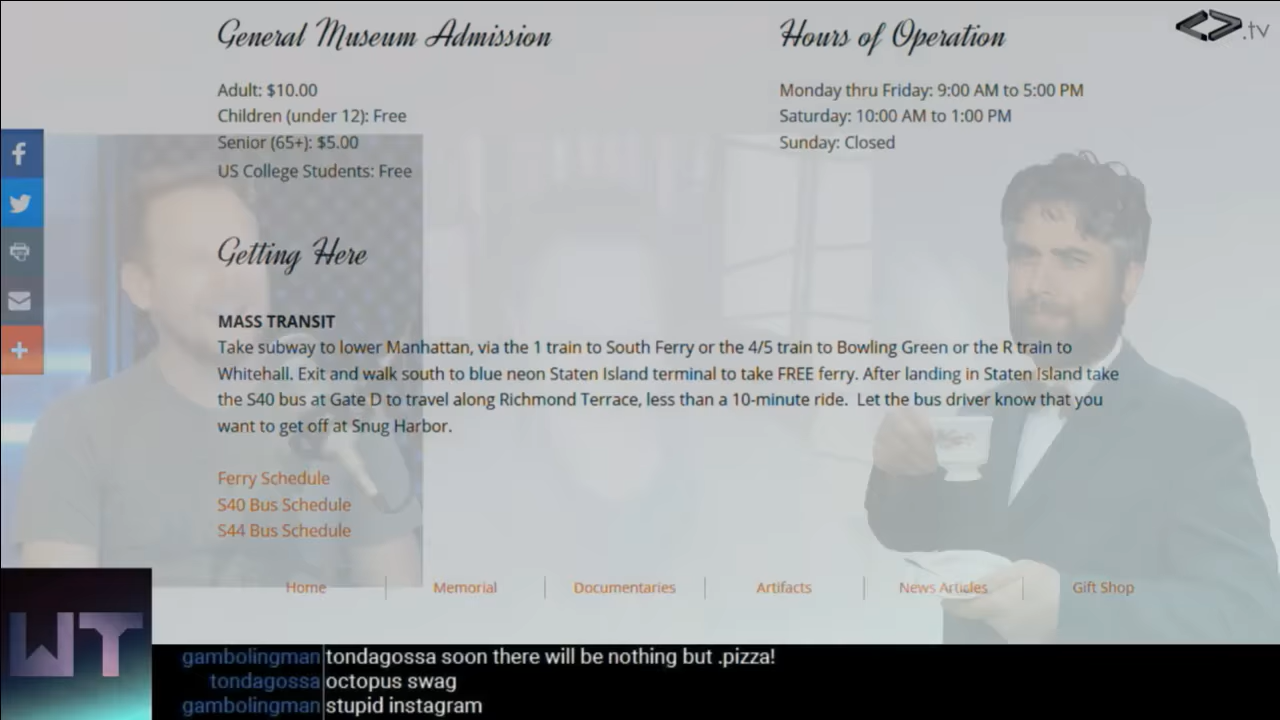 General Museum Admission
Adult: $10.00
Children (under 12): Free
Senior (65+): $5.00
US College Students: Free
Hours of Operation
Monday thru Friday: 9:00 AM to 5:00 PM
Saturday: 10:00 AM to 1:00 PM
Sunday: Closed
.tv
Getting Here
MASS TRANSIT
Take subway to lower Manhattan, via the 1 train to South Ferry or the 4/5 train to Bowling Green or the R train to
Whitehall. Exit and walk south to blue neon Staten Island terminal to take FREE ferry. After landing in Staten Island take
the S40 bus at Gate D to travel along Richmond Terrace, less than a 10-minute ride. Let the bus driver know that you
want to get off at Snug Harbor.
Ferry Schedule
S40 Bus Schedule
S44 Bus Schedule
Home | Memorial | Documentaries | Artifacts | News Articles | Gift Shop
WT
gambolingman tondagossa soon there will be nothing but .pizza!
tondagossa octopus swag
gambolingman stupid instagram